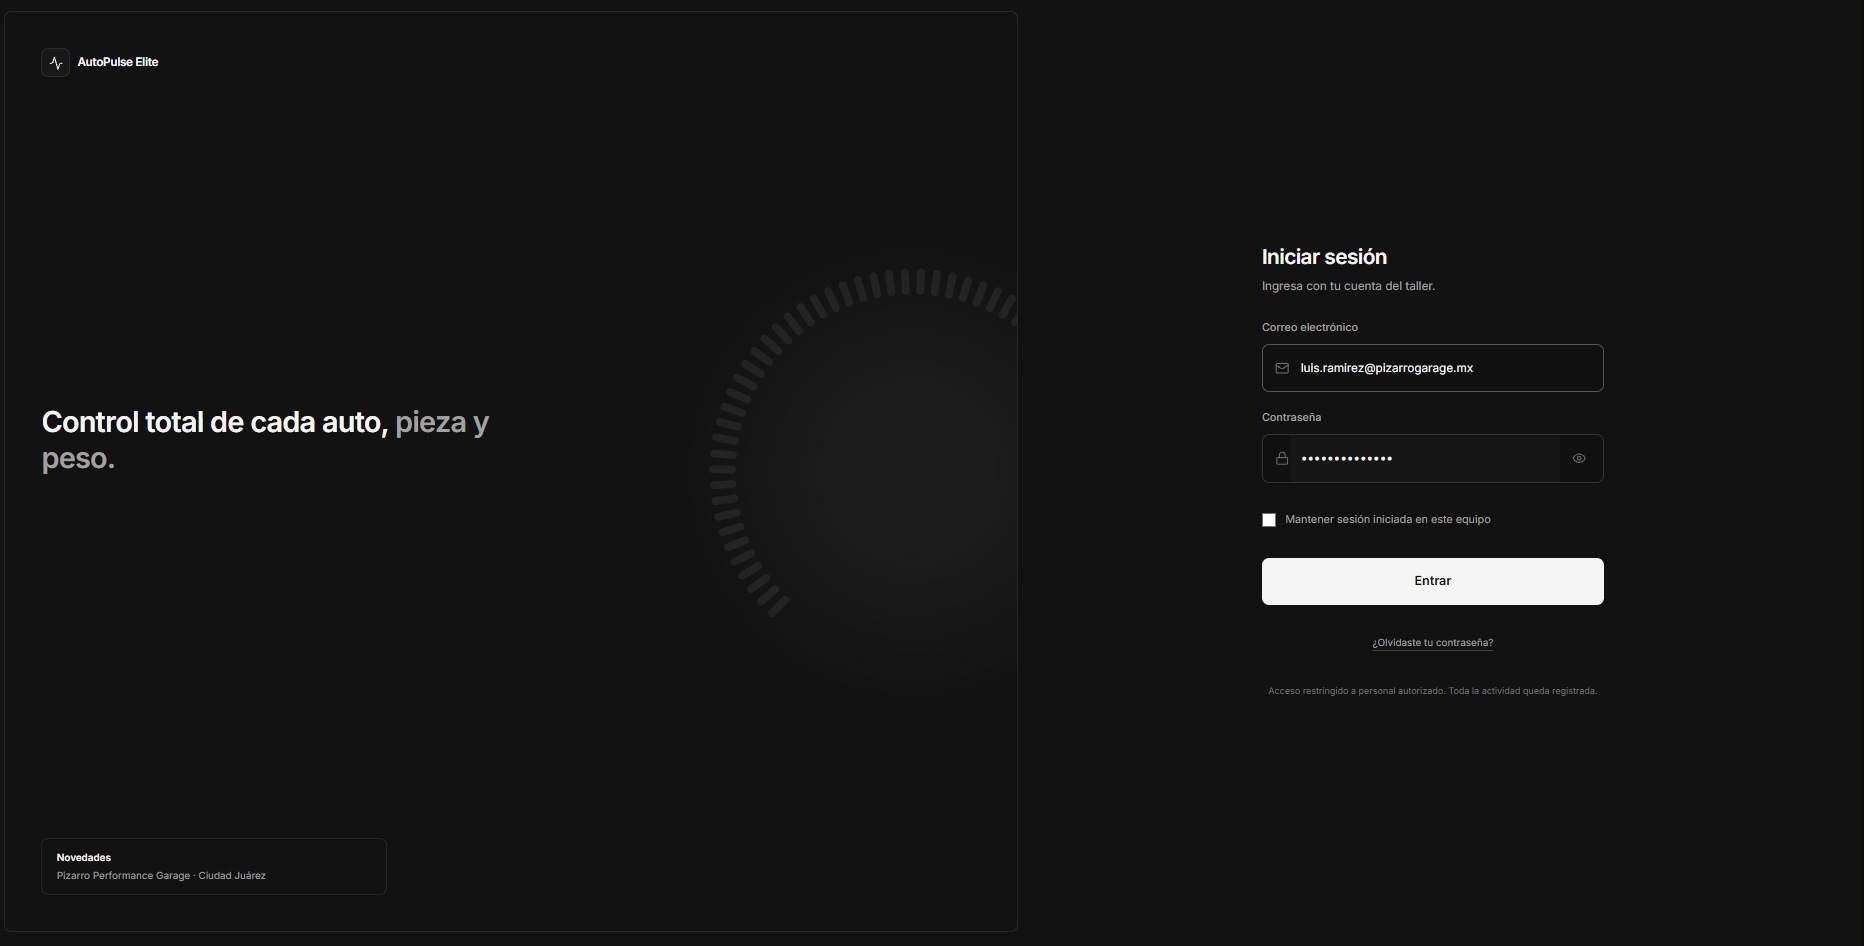 AutoPulse Elite
Control total de cada auto, pieza y
peso.
Novedades
Pizarro Performance Garage · Ciudad Juárez
Iniciar sesión
Ingresa con tu cuenta del taller.
Correo electrónico
luis.ramirez@pizarrogarage.mx
Contraseña
••••••••••••••
Mantener sesión iniciada en este equipo
Entrar
¿Olvidaste tu contraseña?
Acceso restringido a personal autorizado. Toda la actividad queda registrada.